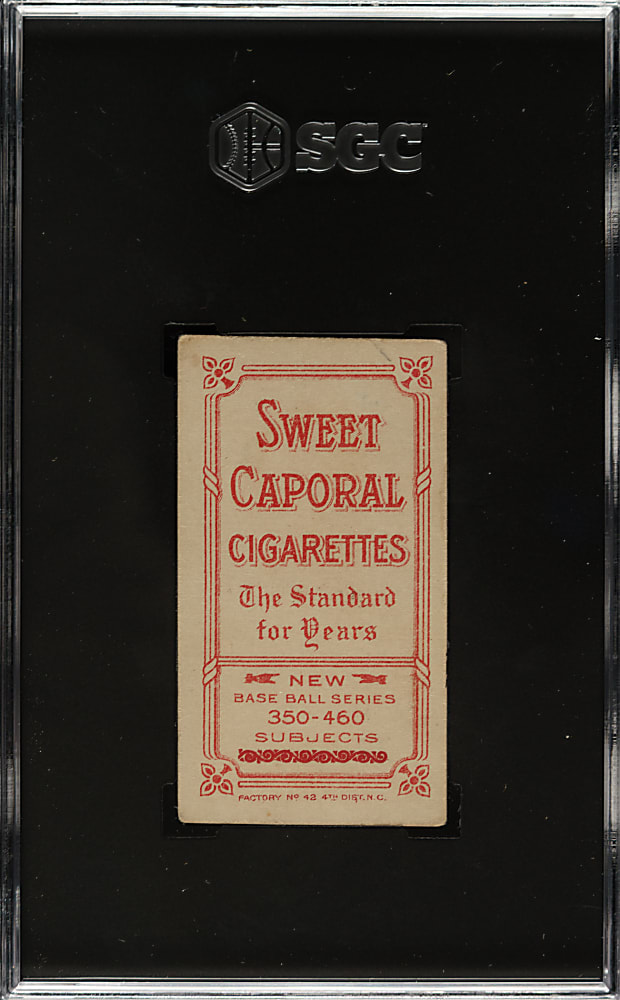 SGC
SWEET
CAPORAL
CIGARETTES
The Standard
for Years
NEW
BASE BALL SERIES
350-460
SUBJECTS
FACTORY Nº 42 4TH DIST. N.C.